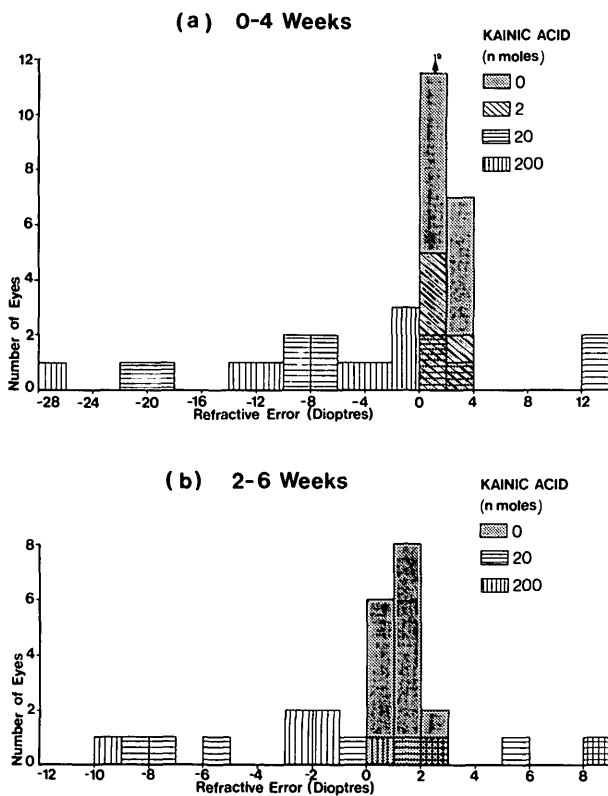 (a) 0-4 Weeks
KAINIC ACID
(n moles)
0
2
20
200
12
10
8
6
4
2
0
Number of Eyes
-28 -24 -20 -16 -12 -8 -4 0 4 8 12
Refractive Error (Dioptres)
(b) 2-6 Weeks
KAINIC ACID
(n moles)
0
20
200
8
6
4
2
0
Number of Eyes
-12 -10 -8 -6 -4 -2 0 2 4 6 8
Refractive Error (Dioptres)